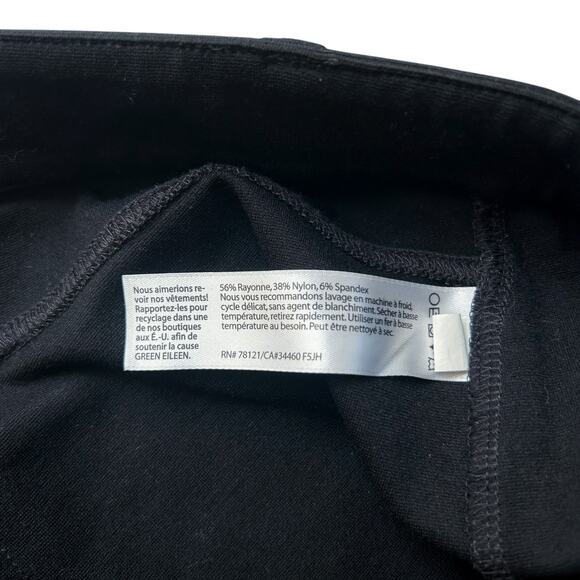 Nous aimerions re-
voir nos vêtements!
Rapportez-les pour
recyclage dans une
de nos boutiques
aux É.-U. afin de
soutenir la cause
GREEN EILEEN.
56% Rayonne, 38% Nylon, 6% Spandex
Nous vous recommandons lavage en machine à froid,
cycle délicat, sans agent de blanchiment. Sécher à basse
température, retirez rapidement. Utiliser un fer à basse
température au besoin. Peut être nettoyé à sec.
RN# 78121/CA#34460 F5JH